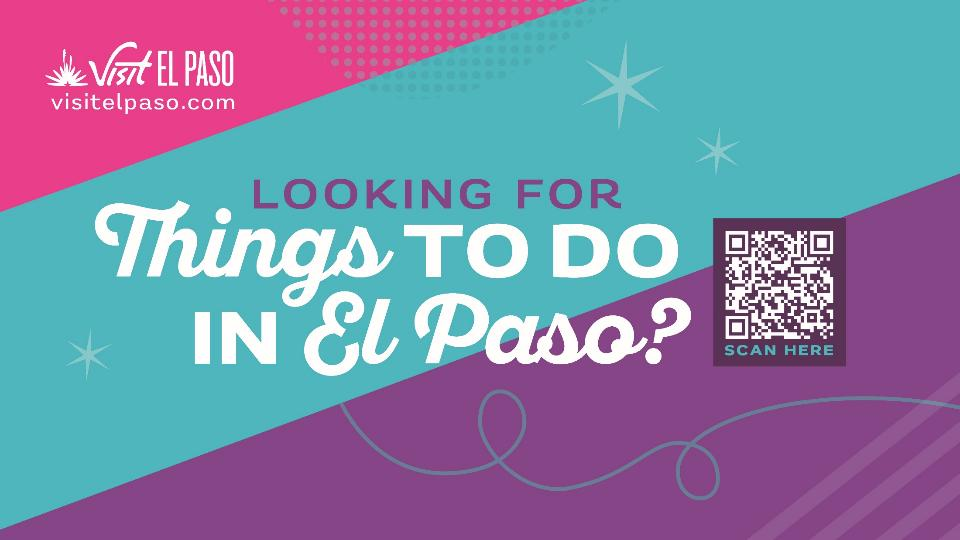 Visit EL PASO
visitelpaso.com
LOOKING FOR
Things TO DO
IN El Paso?
SCAN HERE